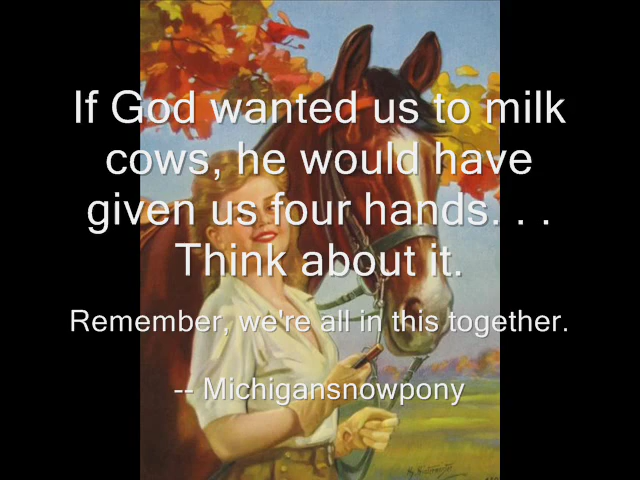 If God wanted us to milk
cows, he would have
given us four hands. . .
Think about it.
Remember, we're all in this together.
-- Michigansnowpony